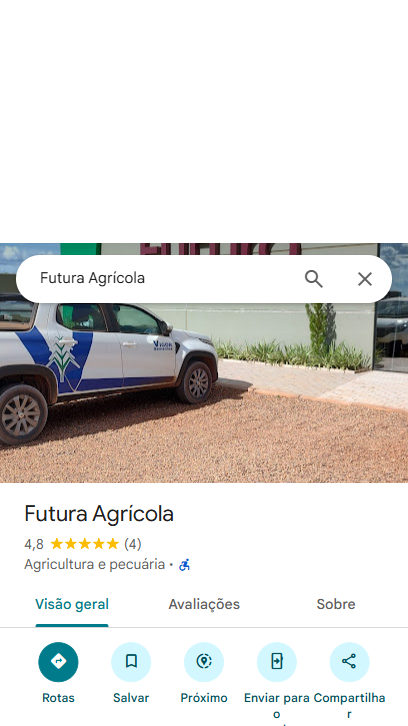 Futura Agrícola
VIGOR
Futura Agrícola
4,8 (4)
Agricultura e pecuária ·
Visão geral Avaliações Sobre
Rotas Salvar Próximo Enviar para o Compartilhar